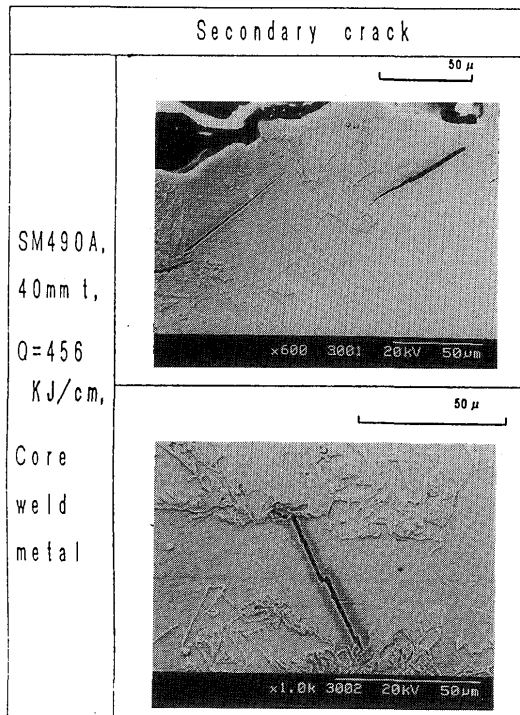 Secondary crack
SM490A,
40mm t,
Q=456
KJ/cm,
Core
weld
metal
50 μ
×600 3001 20kV 50μm
50 μ
×1.0k 3002 20kV 50μm